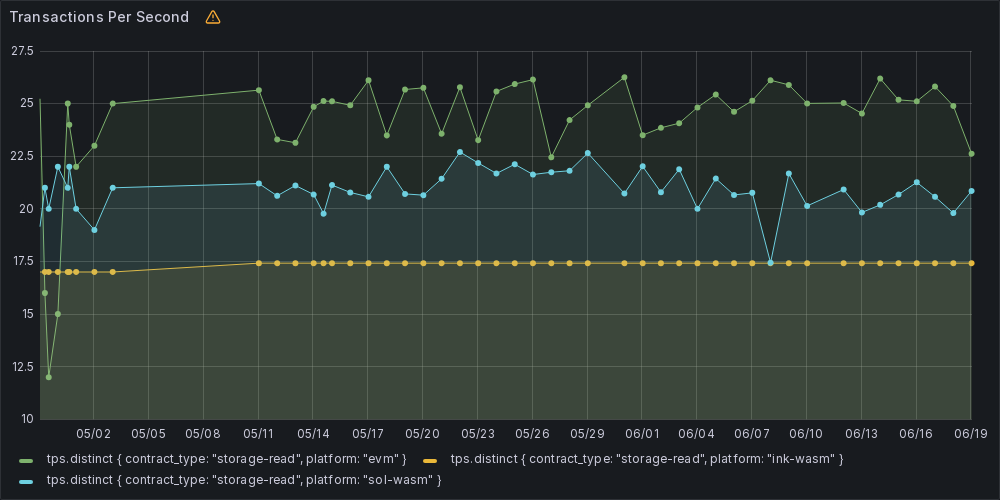 Transactions Per Second
27.5
25
22.5
20
17.5
15
12.5
10
05/02 05/05 05/08 05/11 05/14 05/17 05/20 05/23 05/26 05/29 06/01 06/04 06/07 06/10 06/13 06/16 06/19
tps.distinct { contract_type: "storage-read", platform: "evm" } tps.distinct { contract_type: "storage-read", platform: "ink-wasm" }
tps.distinct { contract_type: "storage-read", platform: "sol-wasm" }